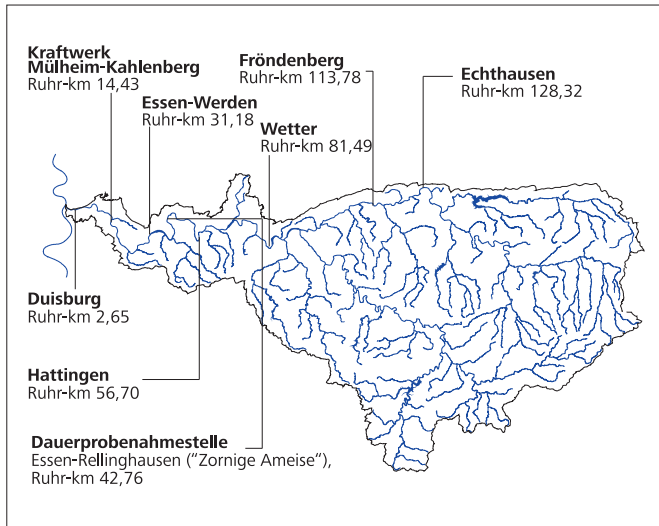 Kraftwerk
Mülheim-Kahlenberg
Ruhr-km 14,43
Essen-Werden
Ruhr-km 31,18
Fröndenberg
Ruhr-km 113,78
Wetter
Ruhr-km 81,49
Echthausen
Ruhr-km 128,32
Duisburg
Ruhr-km 2,65
Hattingen
Ruhr-km 56,70
Dauerprobenahmestelle
Essen-Rellinghausen (“Zornige Ameise“),
Ruhr-km 42,76